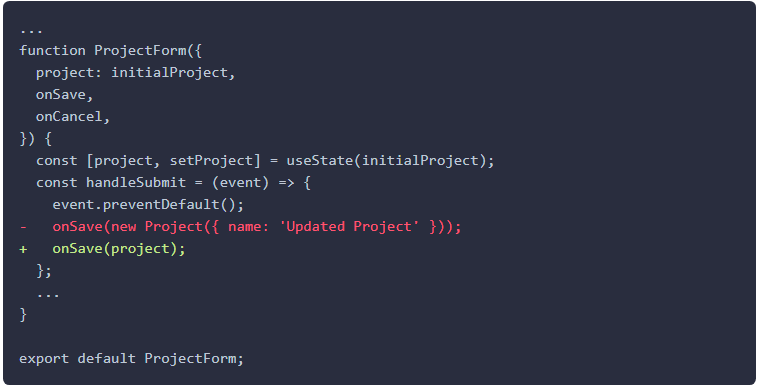 ...
function ProjectForm({
  project: initialProject,
  onSave,
  onCancel,
}) {
  const [project, setProject] = useState(initialProject);
  const handleSubmit = (event) => {
    event.preventDefault();
-   onSave(new Project({ name: 'Updated Project' }));
+   onSave(project);
  };
  ...
}

export default ProjectForm;